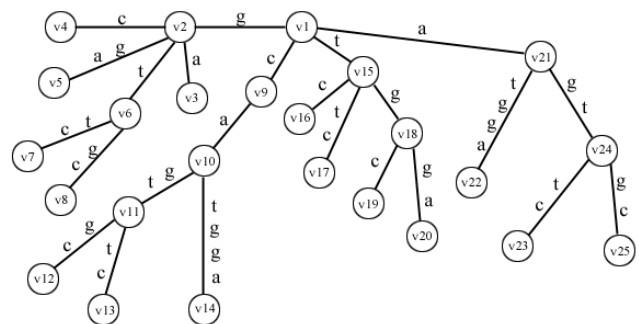 v4 c v2 g v1 a v21
a g t a c t t g
v5 v3 v9 v15 g t
v6 a v16 c t g a
c t g v18 v22 v24
v7 c v10 c v17 c g t g
v8 t g v19 a v20 c c
v11 t v23 v25
c g t g
v12 c g
v13 a v14